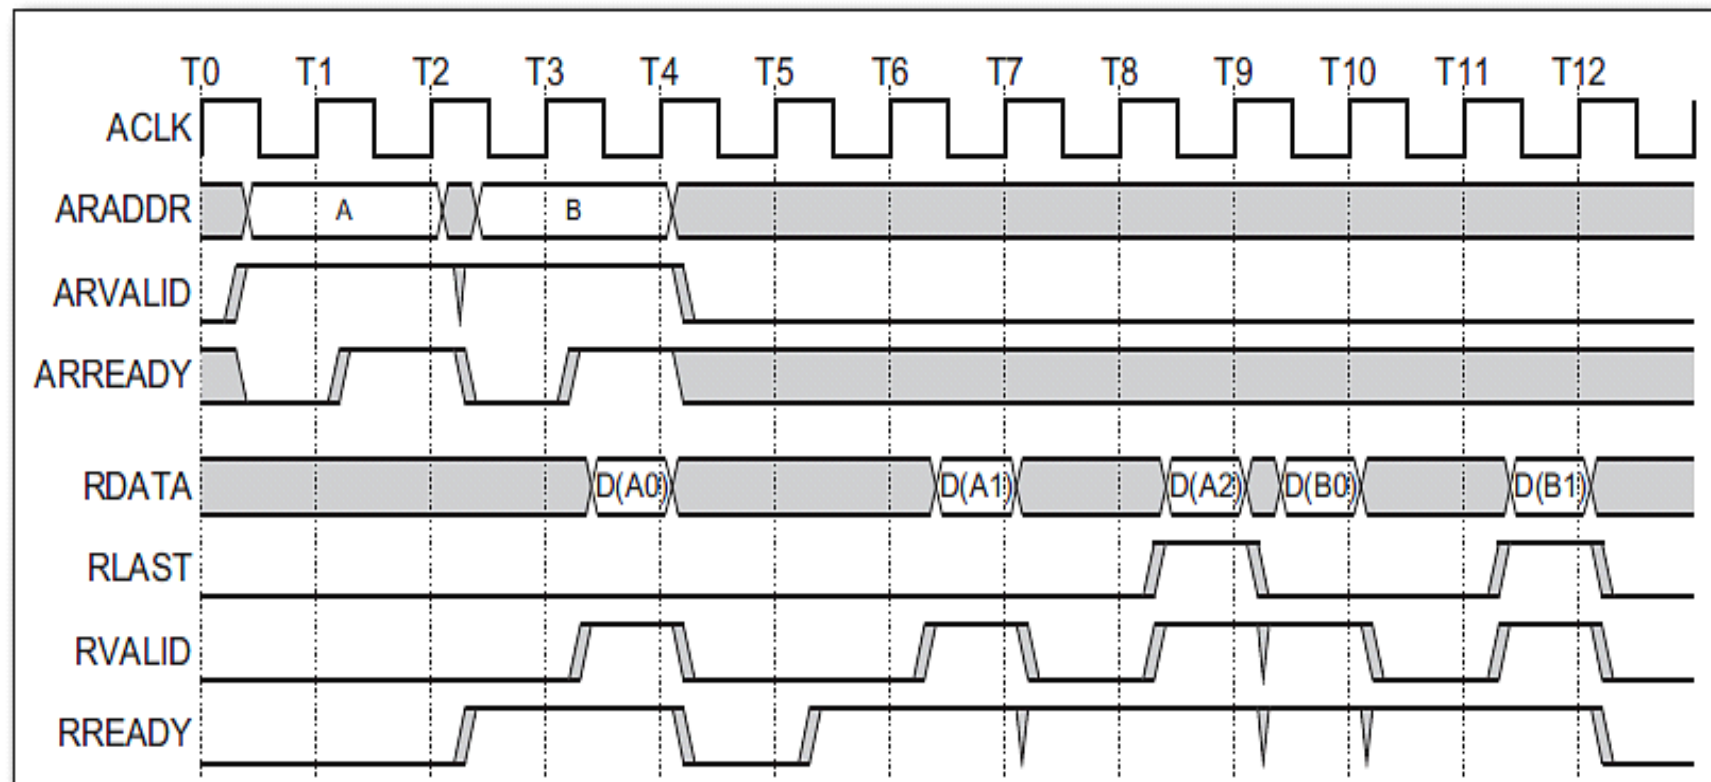 T0 T1 T2 T3 T4 T5 T6 T7 T8 T9 T10 T11 T12
ACLK
ARADDR A B
ARVALID
ARREADY
RDATA D(A0) D(A1) D(A2) D(B0) D(B1)
RLAST
RVALID
RREADY